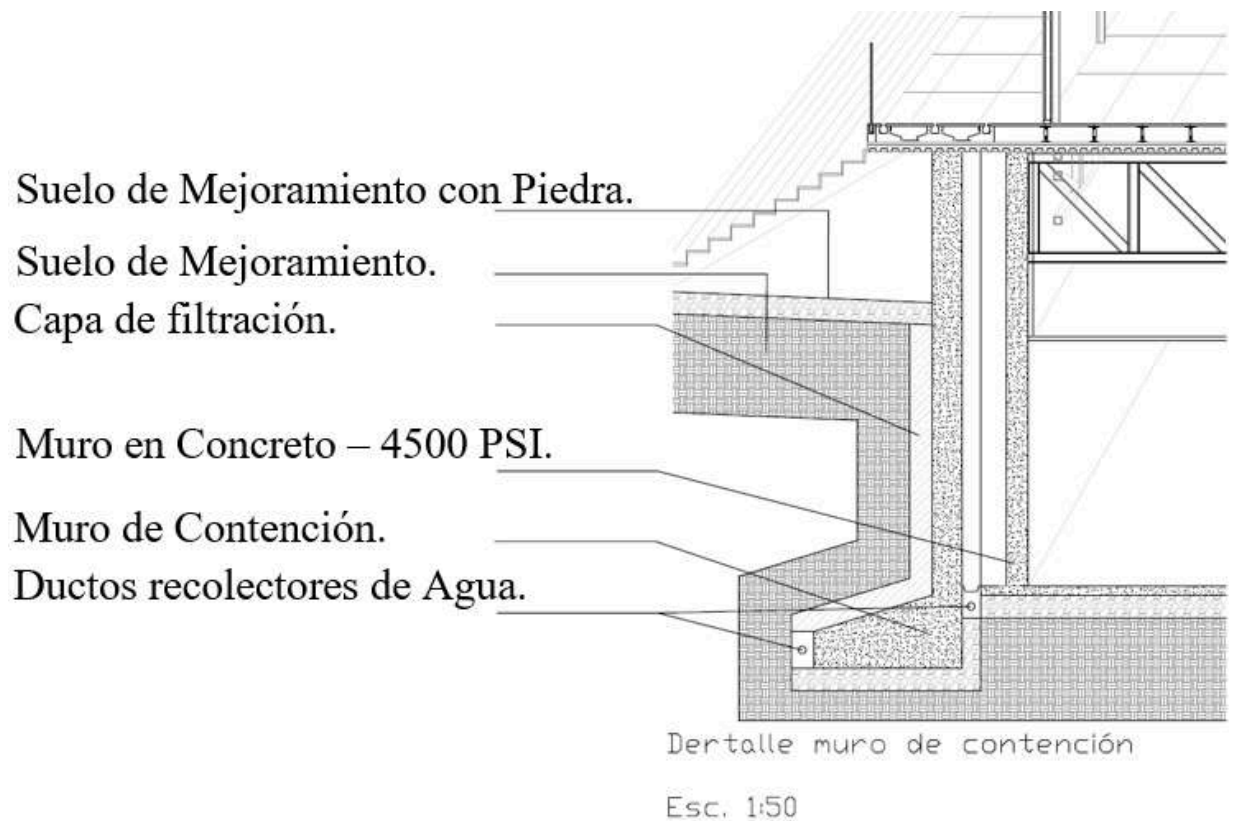 Suelo de Mejoramiento con Piedra.
Suelo de Mejoramiento.
Capa de filtración.
Muro en Concreto – 4500 PSI.
Muro de Contención.
Ductos recolectores de Agua.
Dertalle muro de contención
Esc. 1:50